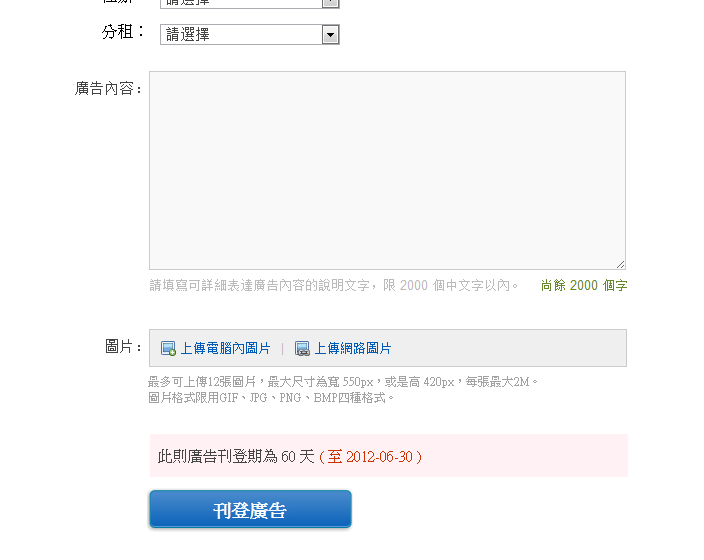 分租：
請選擇
廣告內容：
請填寫可詳細表達廣告內容的說明文字，限 2000 個中文字以內。 尚餘 2000 個字
圖片：
上傳電腦內圖片 | 上傳網路圖片
最多可上傳12張圖片，最大尺寸為寬 550px，或是高 420px，每張最大2M。
圖片格式限用GIF、JPG、PNG、BMP四種格式。
此則廣告刊登期為 60 天 ( 至 2012-06-30 )
刊登廣告